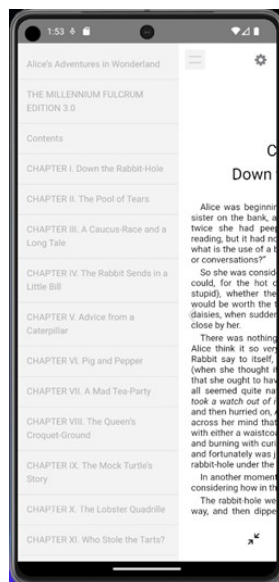 1:53
Alice's Adventures in Wonderland
THE MILLENNIUM FULCRUM
EDITION 3.0
Contents
CHAPTER I. Down the Rabbit-Hole
CHAPTER II. The Pool of Tears
CHAPTER III. A Caucus-Race and a
Long Tale
CHAPTER IV. The Rabbit Sends in a
Little Bill
CHAPTER V. Advice from a
Caterpillar
CHAPTER VI. Pig and Pepper
CHAPTER VII. A Mad Tea-Party
CHAPTER VIII. The Queen's
Croquet-Ground
CHAPTER IX. The Mock Turtle's
Story
CHAPTER X. The Lobster Quadrille
CHAPTER XI. Who Stole the Tarts?
C
Down
Alice was beginnin
sister on the bank, a
twice she had peep
reading, but it had no
what is the use of a b
or conversations?"
So she was conside
could, for the hot d
stupid), whether the
would be worth the t
daisies, when sudden
close by her.
There was nothing
Alice think it so very
Rabbit say to itself,
(when she thought it
that she ought to hav
all seemed quite na
took a watch out of i
and then hurried on, A
across her mind that
with either a waistcoa
and burning with curi
and fortunately was j
rabbit-hole under the
In another moment
considering how in th
The rabbit-hole we
way, and then dippe